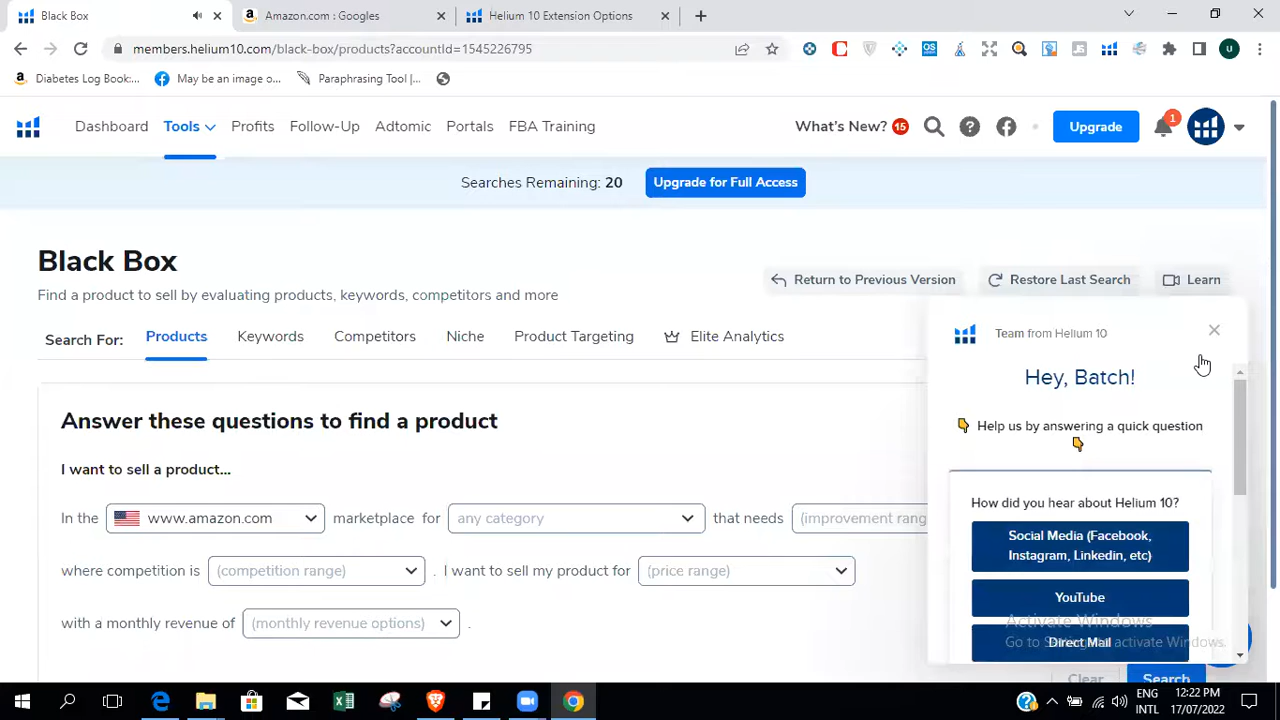 Black Box
Amazon.com : Googles
Helium 10 Extension Options
members.helium10.com/black-box/products?accountId=1545226795
OS
JS
U
Diabetes Log Book...
May be an image o...
Paraphrasing Tool |...
Dashboard
Tools
Profits
Follow-Up
Adtomic
Portals
FBA Training
What's New?
15
Upgrade
1
Searches Remaining: 20
Upgrade for Full Access
Black Box
Find a product to sell by evaluating products, keywords, competitors and more
Return to Previous Version
Restore Last Search
Learn
Search For:
Products
Keywords
Competitors
Niche
Product Targeting
Elite Analytics
Answer these questions to find a product
I want to sell a product...
In the
www.amazon.com
marketplace for
any category
that needs
(improvement rang
where competition is
(competition range)
. I want to sell my product for
(price range)
with a monthly revenue of
(monthly revenue options)
.
Team from Helium 10
Hey, Batch!
Help us by answering a quick question
How did you hear about Helium 10?
Social Media (Facebook,
Instagram, Linkedin, etc)
YouTube
Direct Mail
Activate Windows
Go to Settings to activate Windows.
Clear
Search
ENG
INTL
12:22 PM
17/07/2022